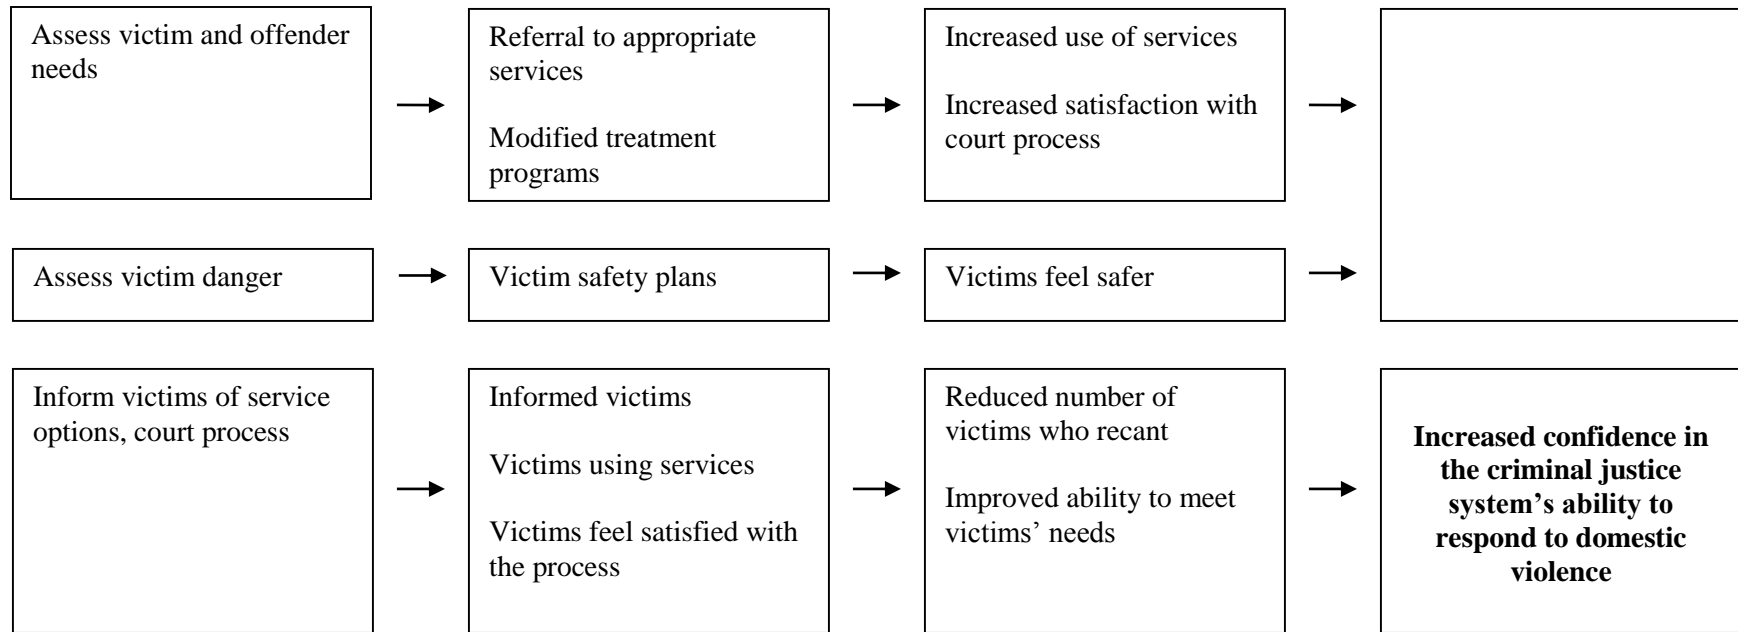 Assess victim and offender
needs
Referral to appropriate
services
Modified treatment
programs
Increased use of services
Increased satisfaction with
court process
Assess victim danger
Victim safety plans
Victims feel safer
Inform victims of service
options, court process
Informed victims
Victims using services
Victims feel satisfied with
the process
Reduced number of
victims who recant
Improved ability to meet
victims’ needs
Increased confidence in
the criminal justice
system’s ability to
respond to domestic
violence